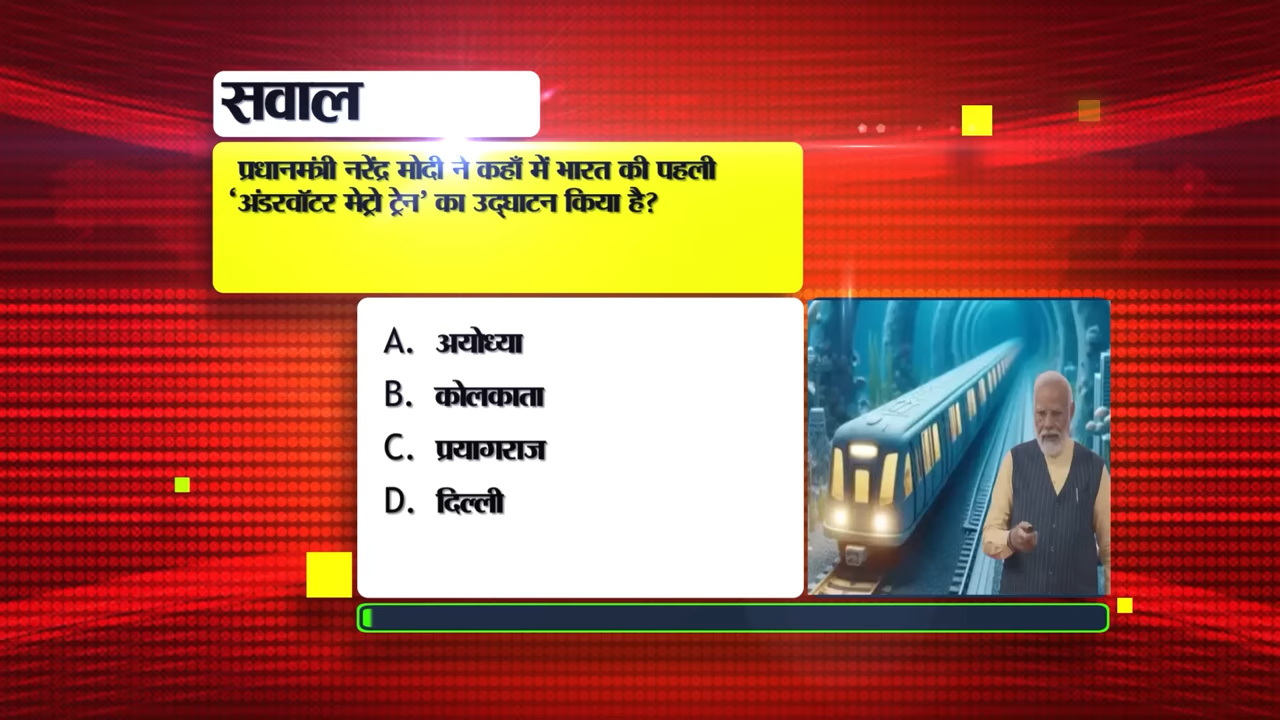 सवाल
प्रधानमंत्री नरेंद्र मोदी ने कहाँ में भारत की पहली
‘अंडरवॉटर मेट्रो ट्रेन’ का उद्घाटन किया है?
A. अयोध्या
B. कोलकाता
C. प्रयागराज
D. दिल्ली